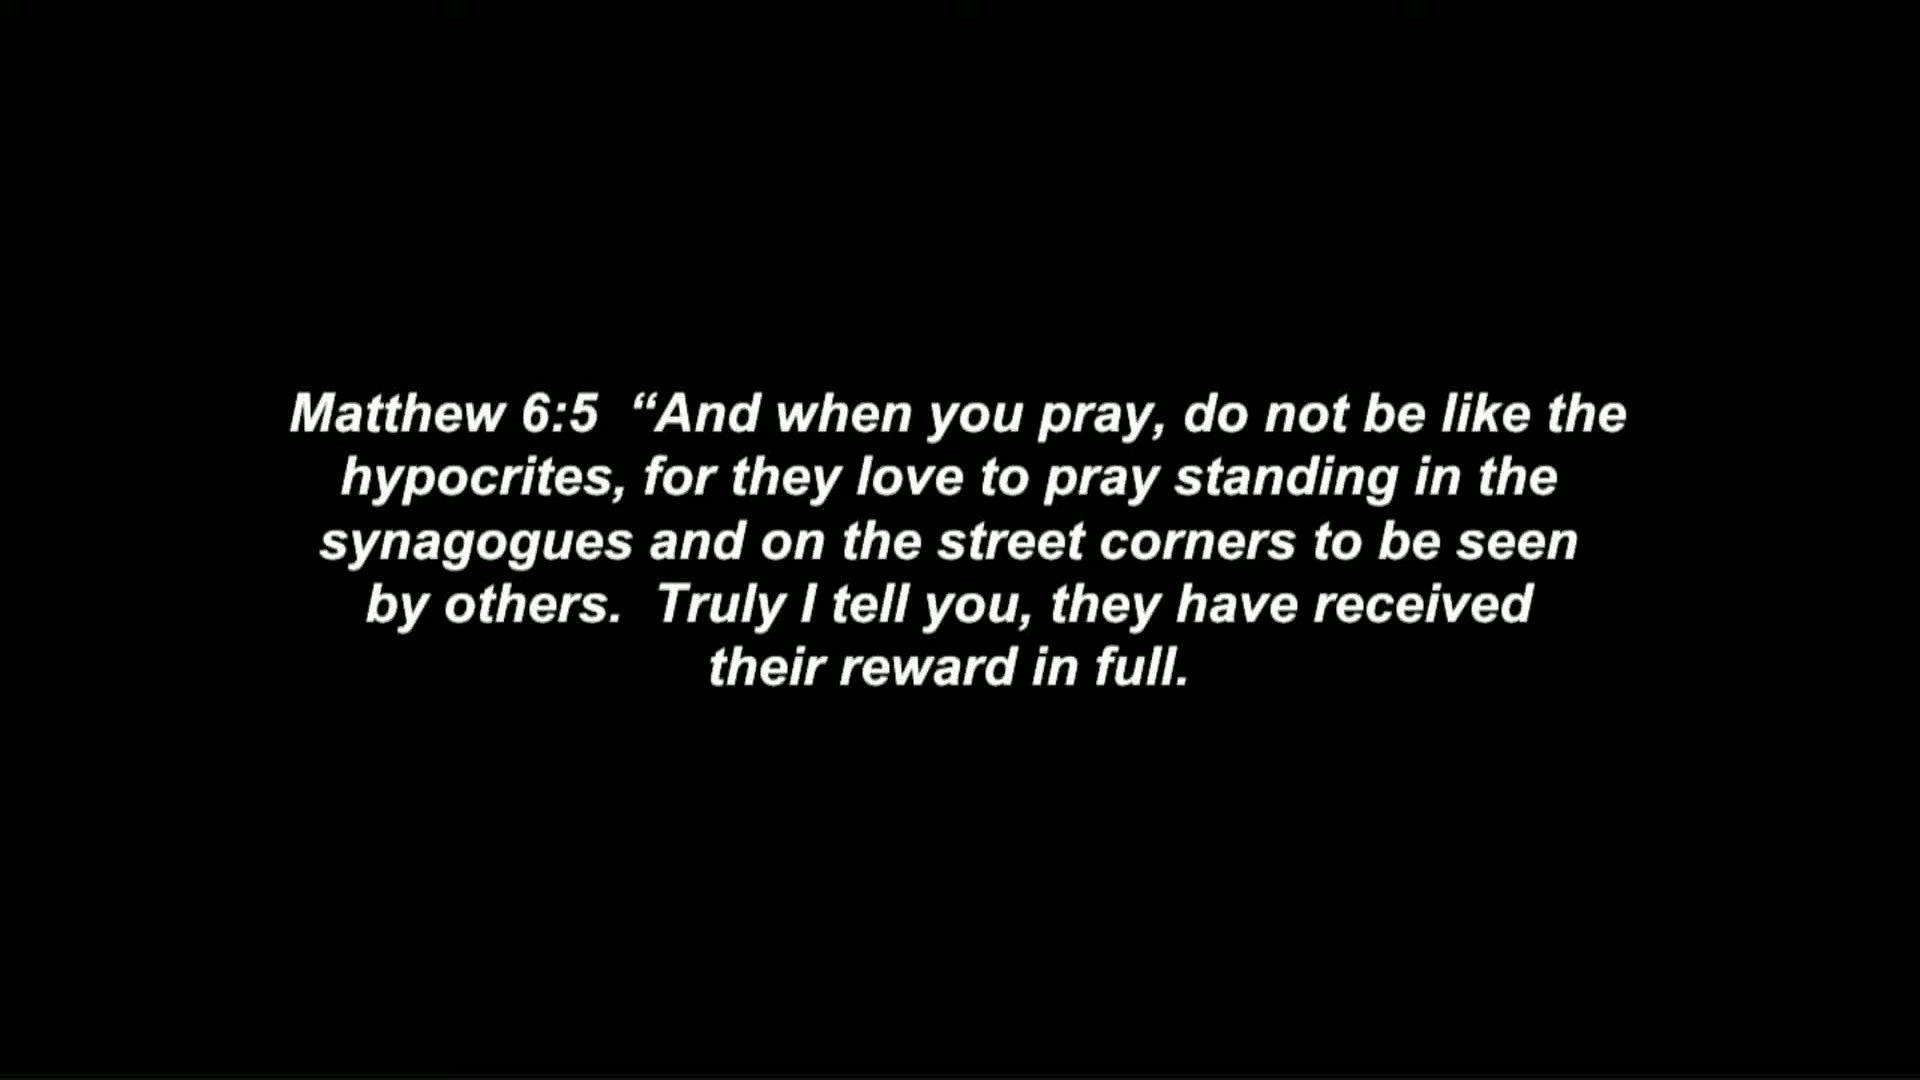 Matthew 6:5  “And when you pray, do not be like the
hypocrites, for they love to pray standing in the
synagogues and on the street corners to be seen
by others.  Truly I tell you, they have received
their reward in full.